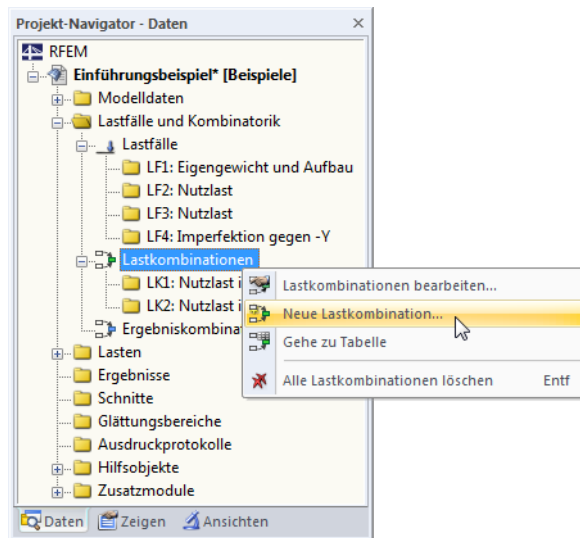 Projekt-Navigator - Daten
RFEM
Einführungsbeispiel* [Beispiele]
Modelldaten
Lastfälle und Kombinatorik
Lastfälle
LF1: Eigengewicht und Aufbau
LF2: Nutzlast
LF3: Nutzlast
LF4: Imperfektion gegen -Y
Lastkombinationen
LK1: Nutzlast i
LK2: Nutzlast i
Ergebniskombina
Lasten
Ergebnisse
Schnitte
Glättungsbereiche
Ausdruckprotokolle
Hilfsobjekte
Zusatzmodule
Lastkombinationen bearbeiten...
Neue Lastkombination...
Gehe zu Tabelle
Alle Lastkombinationen löschen Entf
Daten Zeigen Ansichten